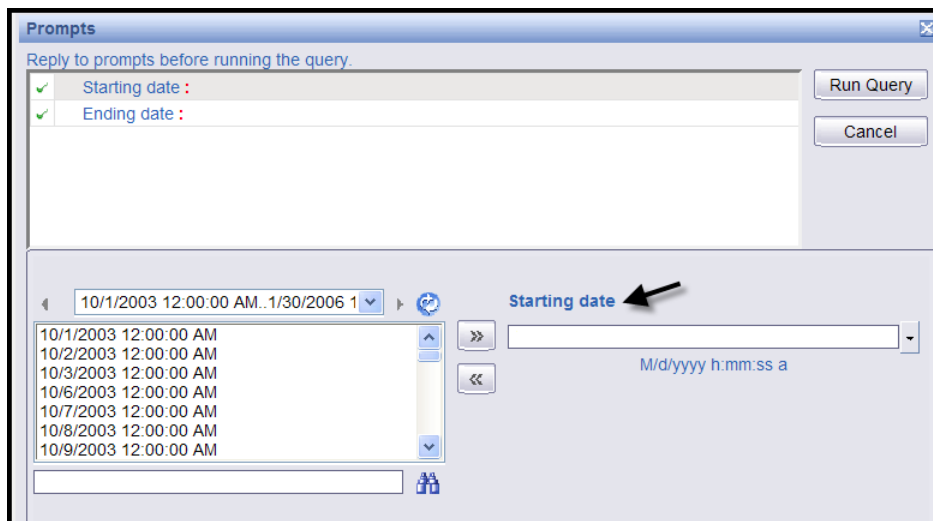 Prompts
Reply to prompts before running the query.
Starting date :
Ending date :
Run Query
Cancel
10/1/2003 12:00:00 AM..1/30/2006 1
10/1/2003 12:00:00 AM
10/2/2003 12:00:00 AM
10/3/2003 12:00:00 AM
10/6/2003 12:00:00 AM
10/7/2003 12:00:00 AM
10/8/2003 12:00:00 AM
10/9/2003 12:00:00 AM
Starting date
M/d/yyyy h:mm:ss a